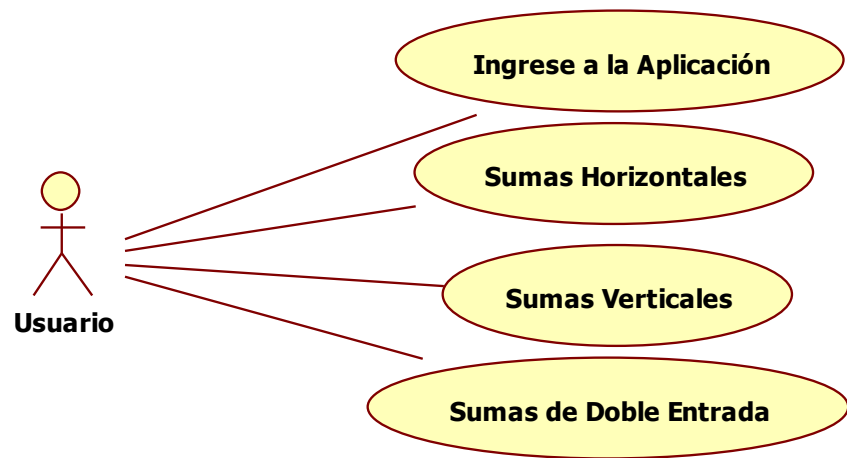 Ingrese a la Aplicación
Sumas Horizontales
Sumas Verticales
Usuario
Sumas de Doble Entrada